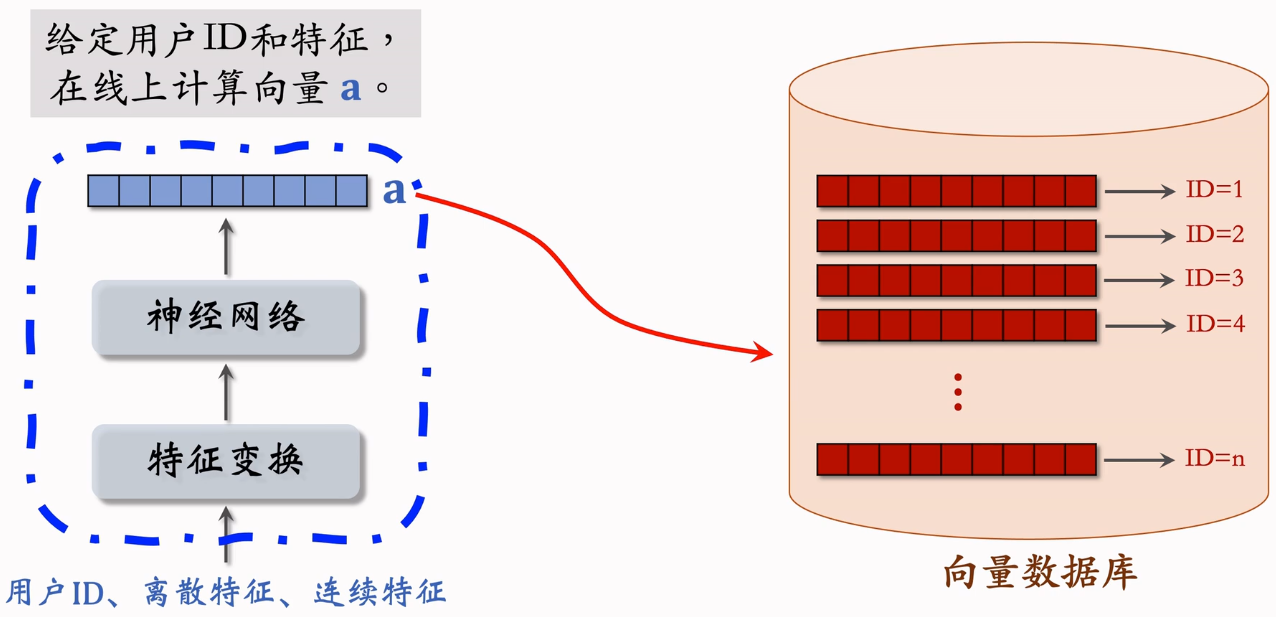 给定用户ID和特征，
在线上计算向量 a。
a
神经网络
特征变换
用户ID、离散特征、连续特征
ID=1
ID=2
ID=3
ID=4
ID=n
向量数据库